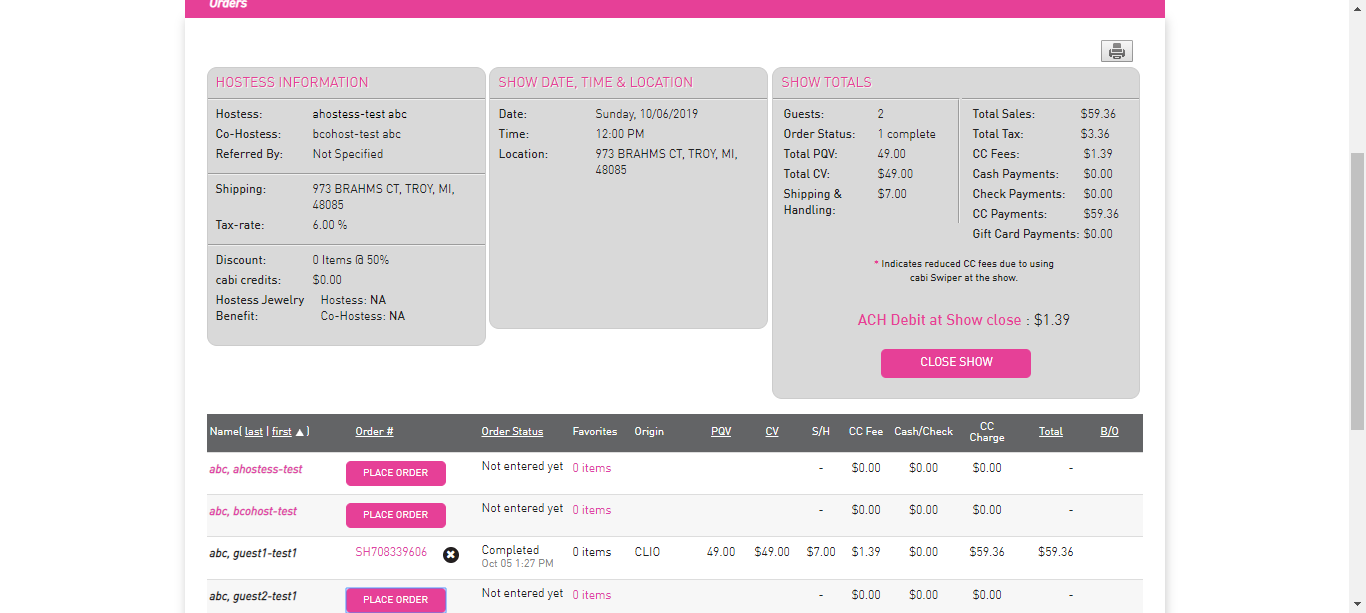 Orders
HOSTESS INFORMATION
Hostess: ahostess-test abc
Co-Hostess: bcohost-test abc
Referred By: Not Specified
Shipping: 973 BRAHMS CT, TROY, MI,
48085
Tax-rate: 6.00 %
Discount: 0 Items @ 50%
cabi credits: $0.00
Hostess Jewelry Hostess: NA
Benefit: Co-Hostess: NA
SHOW DATE, TIME & LOCATION
Date: Sunday, 10/06/2019
Time: 12:00 PM
Location: 973 BRAHMS CT, TROY, MI,
48085
SHOW TOTALS
Guests: 2
Order Status: 1 complete
Total PQV: 49.00
Total CV: $49.00
Shipping & $7.00
Handling:
Total Sales: $59.36
Total Tax: $3.36
CC Fees: $1.39
Cash Payments: $0.00
Check Payments: $0.00
CC Payments: $59.36
Gift Card Payments: $0.00
* Indicates reduced CC fees due to using
cabi Swiper at the show.
ACH Debit at Show close : $1.39
CLOSE SHOW
Name( last | first ▲ ) Order # Order Status Favorites Origin PQV CV S/H CC Fee Cash/Check CC Charge Total B/O
abc, ahostess-test PLACE ORDER Not entered yet 0 items - $0.00 $0.00 $0.00 -
abc, bcohost-test PLACE ORDER Not entered yet 0 items - $0.00 $0.00 $0.00 -
abc, guest1-test1 SH708339606 Completed 0 items CLIO 49.00 $49.00 $7.00 $1.39 $0.00 $59.36 $59.36
Oct 05 1:27 PM
abc, guest2-test1 PLACE ORDER Not entered yet 0 items - $0.00 $0.00 $0.00 -